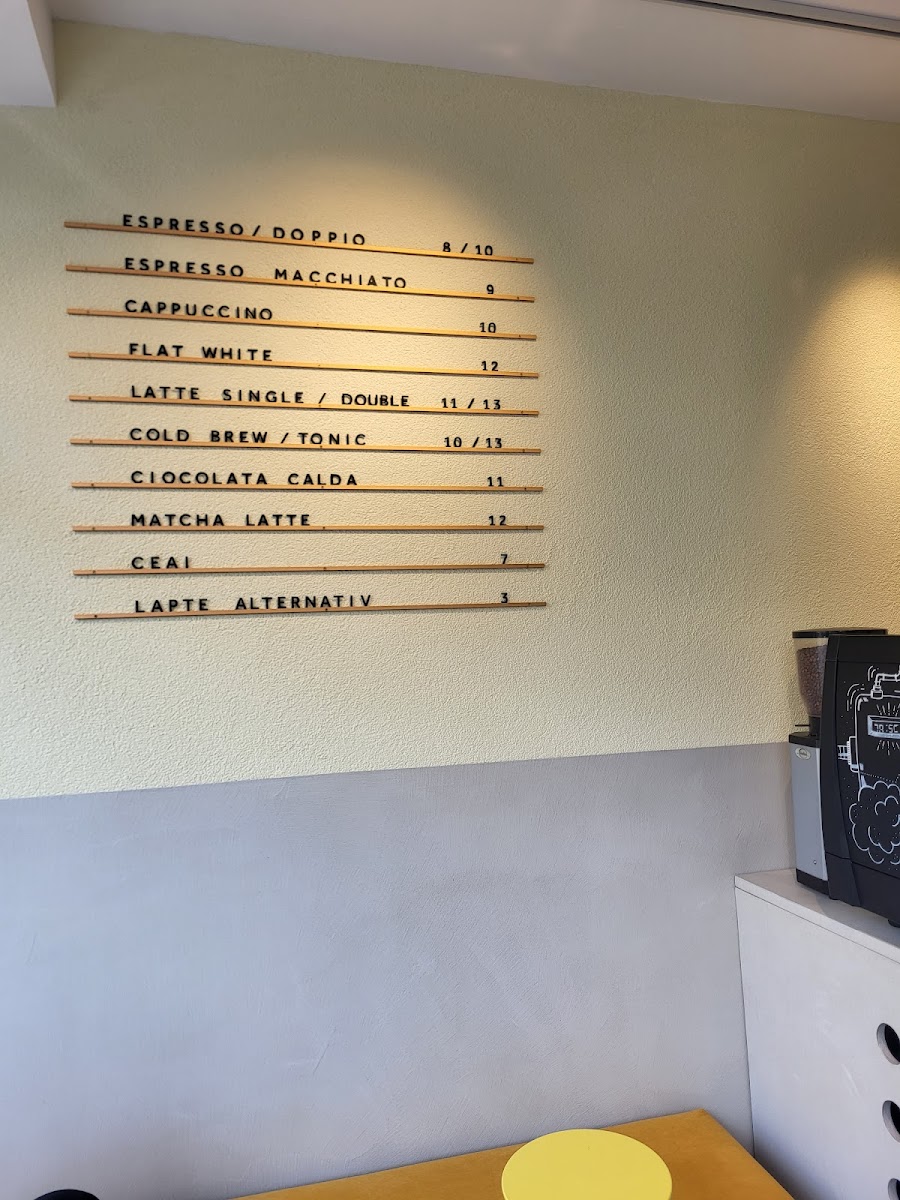 ESPRESSO / DOPPIO 8 / 10
ESPRESSO MACCHIATO 9
CAPPUCCINO 10
FLAT WHITE 12
LATTE SINGLE / DOUBLE 11 / 13
COLD BREW / TONIC 10 / 13
CIOCOLATA CALDA 11
MATCHA LATTE 12
CEAI 7
LAPTE ALTERNATIV 3